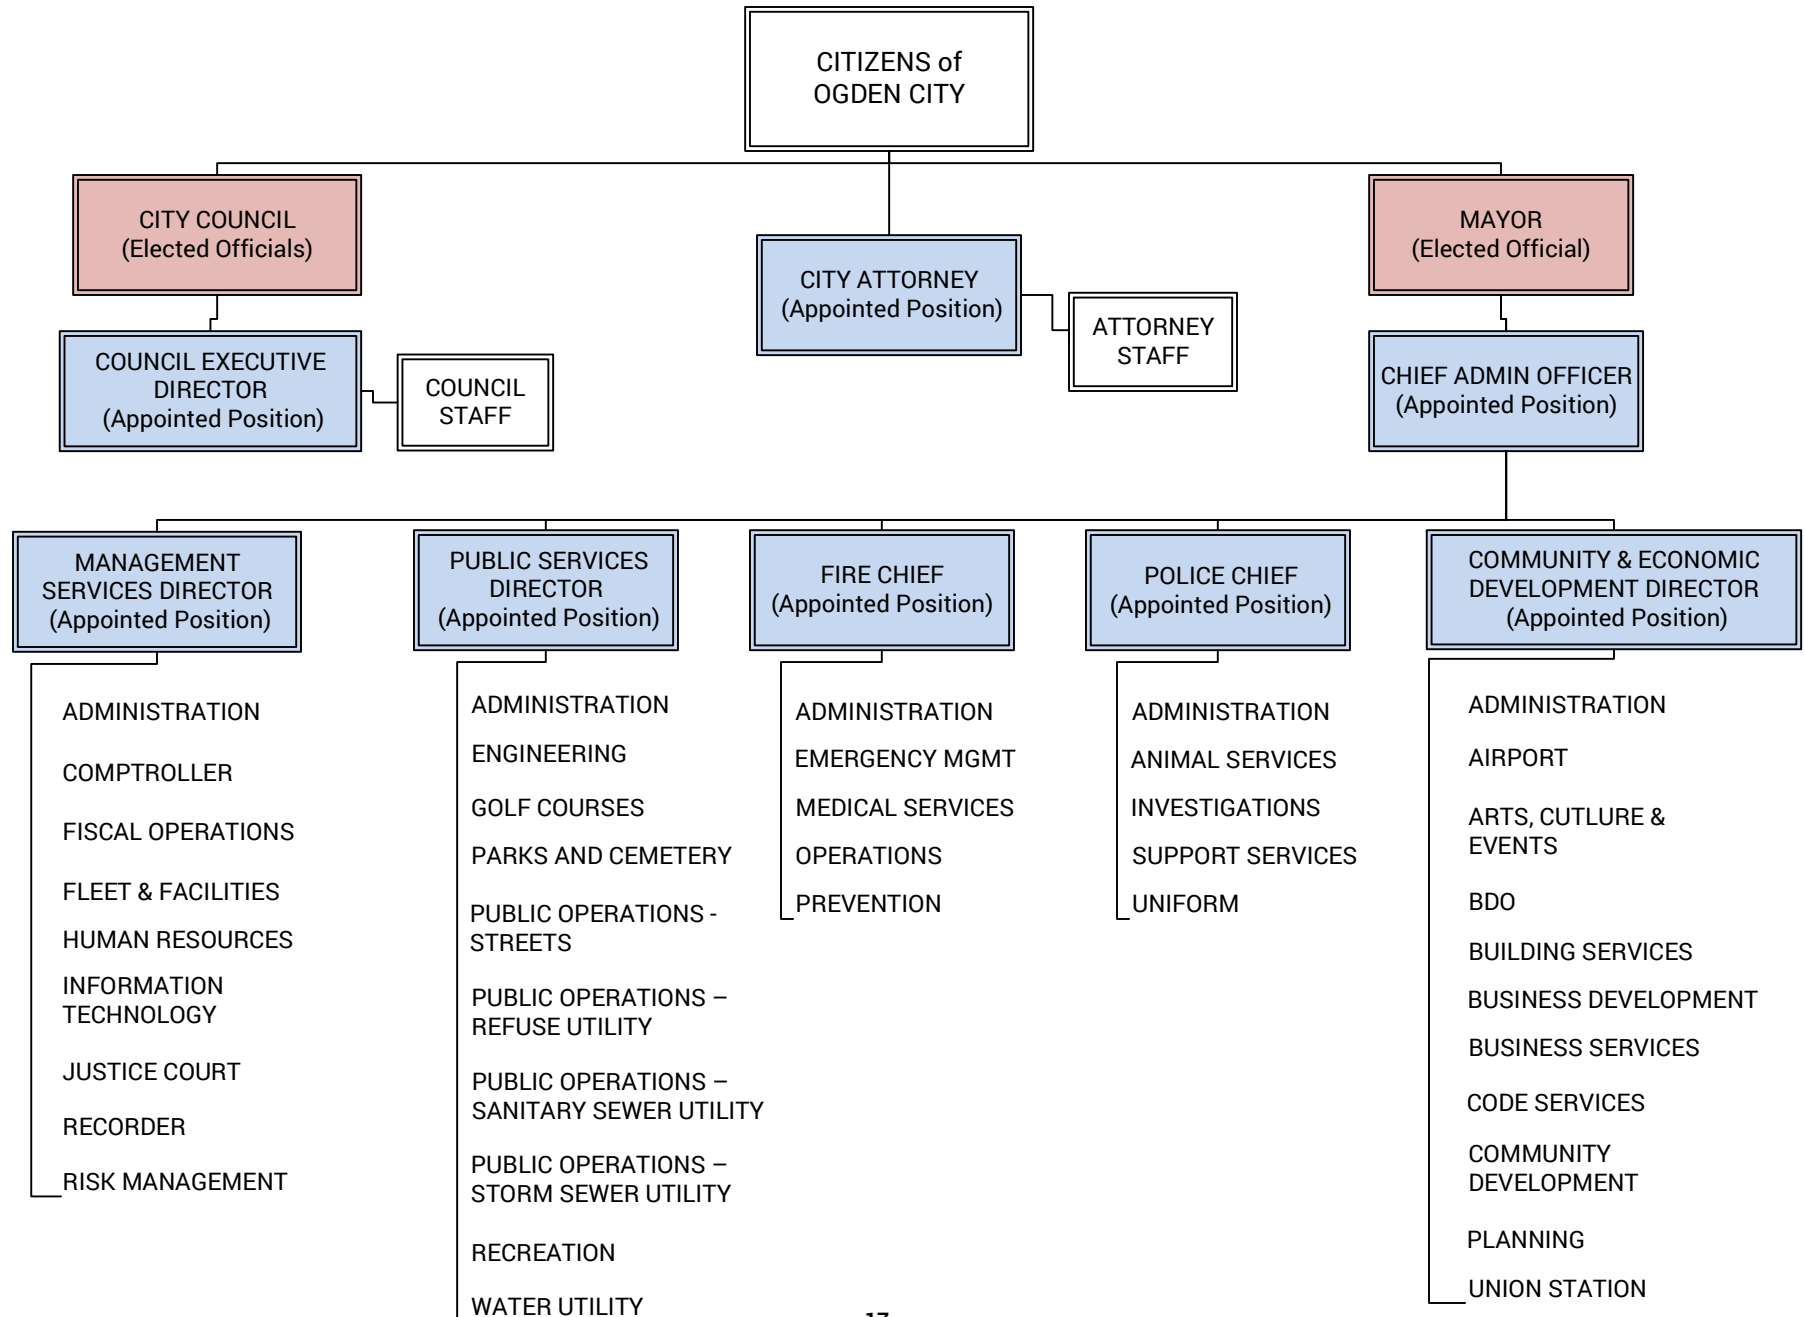 CITIZENS of
OGDEN CITY
CITY COUNCIL
(Elected Officials)
CITY ATTORNEY
(Appointed Position)
ATTORNEY
STAFF
MAYOR
(Elected Official)
COUNCIL EXECUTIVE
DIRECTOR
(Appointed Position)
COUNCIL
STAFF
CHIEF ADMIN OFFICER
(Appointed Position)
MANAGEMENT
SERVICES DIRECTOR
(Appointed Position)
ADMINISTRATION
COMPTROLLER
FISCAL OPERATIONS
FLEET & FACILITIES
HUMAN RESOURCES
INFORMATION
TECHNOLOGY
JUSTICE COURT
RECORDER
RISK MANAGEMENT
PUBLIC SERVICES
DIRECTOR
(Appointed Position)
ADMINISTRATION
ENGINEERING
GOLF COURSES
PARKS AND CEMETERY
PUBLIC OPERATIONS -
STREETS
PUBLIC OPERATIONS –
REFUSE UTILITY
PUBLIC OPERATIONS –
SANITARY SEWER UTILITY
PUBLIC OPERATIONS –
STORM SEWER UTILITY
RECREATION
WATER UTILITY
FIRE CHIEF
(Appointed Position)
ADMINISTRATION
EMERGENCY MGMT
MEDICAL SERVICES
OPERATIONS
PREVENTION
POLICE CHIEF
(Appointed Position)
ADMINISTRATION
ANIMAL SERVICES
INVESTIGATIONS
SUPPORT SERVICES
UNIFORM
COMMUNITY & ECONOMIC
DEVELOPMENT DIRECTOR
(Appointed Position)
ADMINISTRATION
AIRPORT
ARTS, CUTLURE &
EVENTS
BDO
BUILDING SERVICES
BUSINESS DEVELOPMENT
BUSINESS SERVICES
CODE SERVICES
COMMUNITY
DEVELOPMENT
PLANNING
UNION STATION